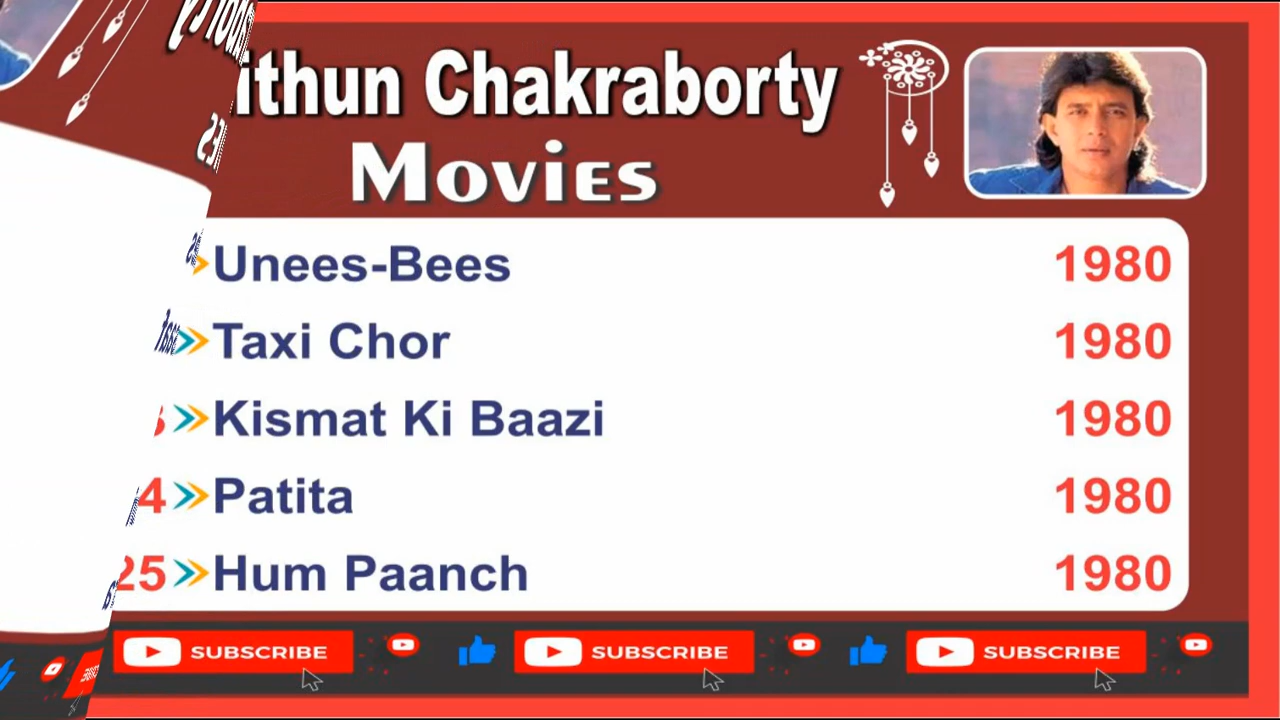 ithun Chakraborty
Movies
Unees-Bees 1980
Taxi Chor 1980
Kismat Ki Baazi 1980
4 Patita 1980
25 Hum Paanch 1980
SUBSCRIBE SUBSCRIBE SUBSCRIBE